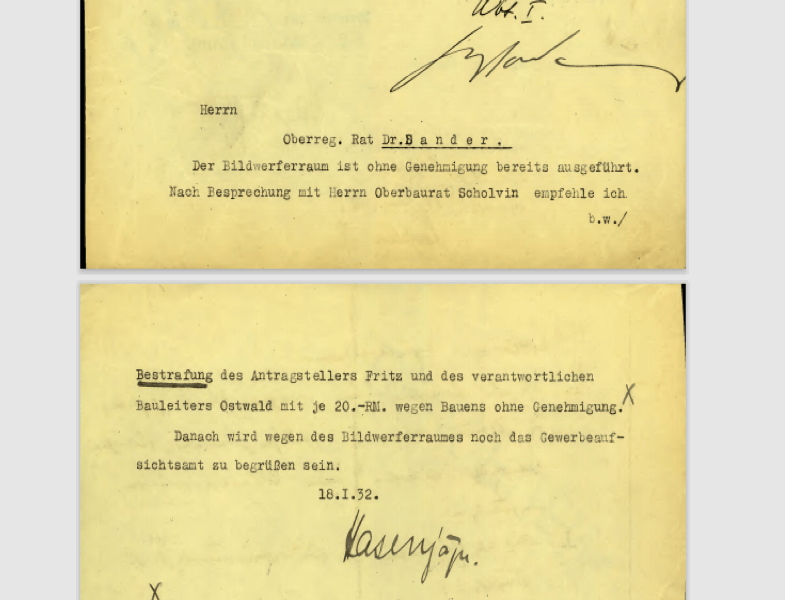 Abt. I.
Herrn
Oberreg. Rat Dr.B a n d e r .
Der Bildwerferraum ist ohne Genehmigung bereits ausgeführt.
Nach Besprechung mit Herrn Oberbaurat Scholvin empfehle ich
b.w./
Bestrafung des Antragstellers Fritz und des verantwortlichen
Bauleiters Ostwald mit je 20.-RM. wegen Bauens ohne Genehmigung.X
Danach wird wegen des Bildwerferraumes noch das Gewerbeauf-
sichtsamt zu begrüßen sein.
18.I.32.
Hasenjäger.
X